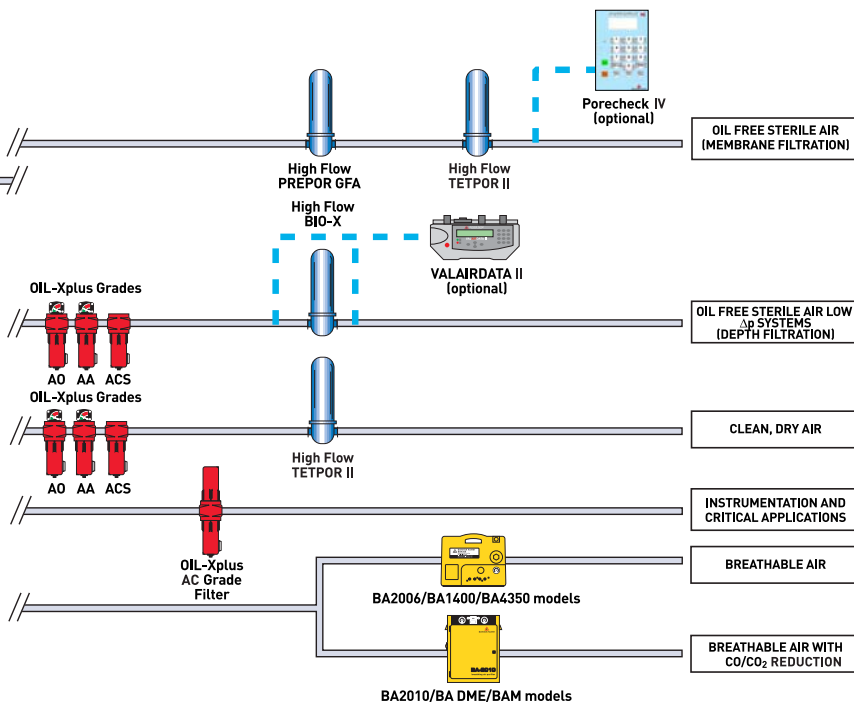 Porecheck IV
(optional)
OIL FREE STERILE AIR
(MEMBRANE FILTRATION)
High Flow
PREPOR GFA
High Flow
TETPOR II
High Flow
BIO-X
VALAIRDATA II
(optional)
OIL-Xplus Grades
AO AA ACS
OIL FREE STERILE AIR LOW
Δp SYSTEMS
(DEPTH FILTRATION)
OIL-Xplus Grades
AO AA ACS
High Flow
TETPOR II
CLEAN, DRY AIR
OIL-Xplus
AC Grade
Filter
INSTRUMENTATION AND
CRITICAL APPLICATIONS
BA2006/BA1400/BA4350 models
BREATHABLE AIR
BA-2010
BA2010/BA DME/BAM models
BREATHABLE AIR WITH
CO/CO₂ REDUCTION